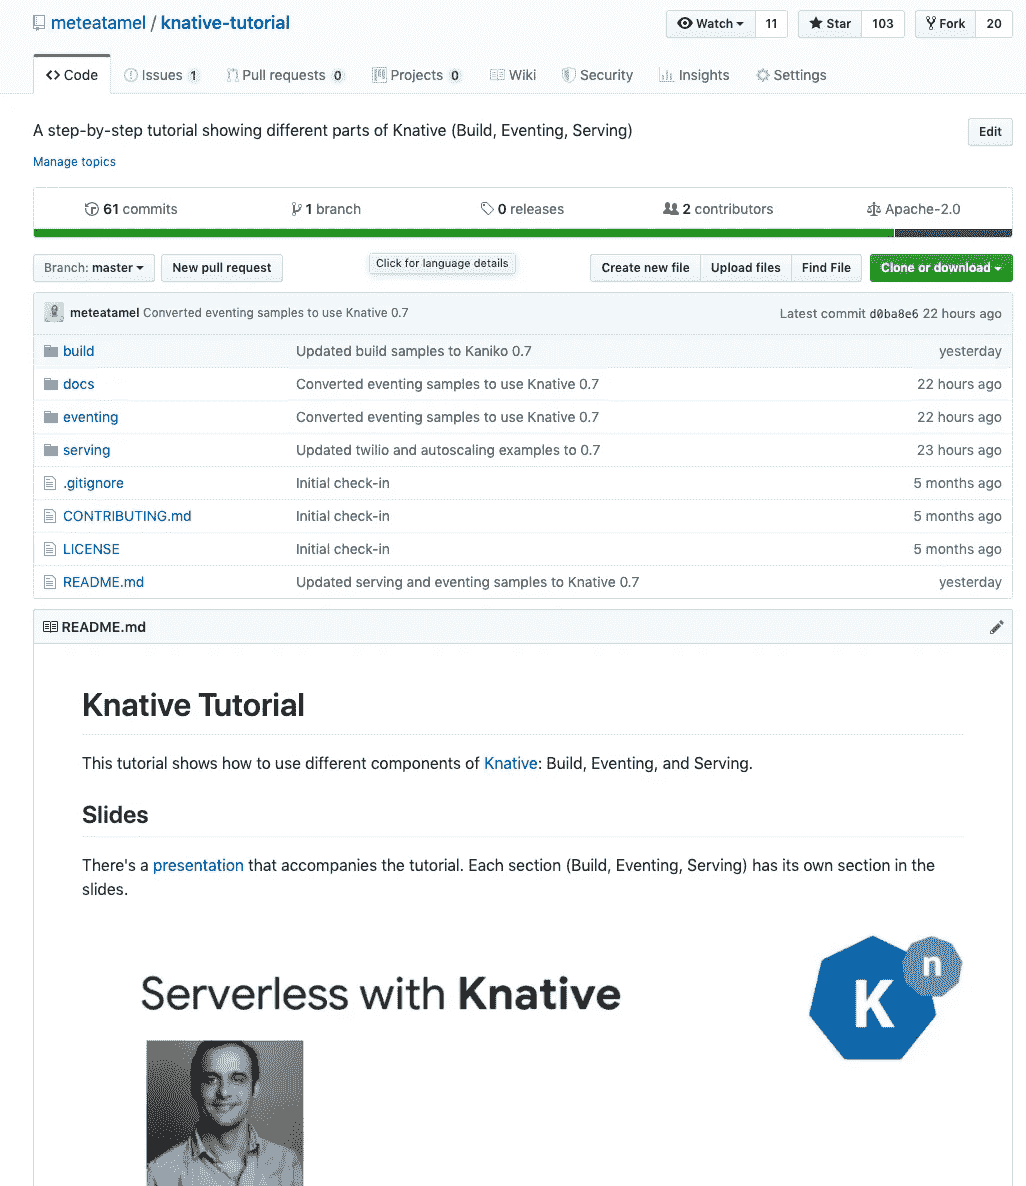 meteatamel / knative-tutorial
Watch 11 Star 103 Fork 20
Code Issues 1 Pull requests 0 Projects 0 Wiki Security Insights Settings
A step-by-step tutorial showing different parts of Knative (Build, Eventing, Serving)
Edit
Manage topics
61 commits 1 branch 0 releases 2 contributors Apache-2.0
Branch: master New pull request Click for language details Create new file Upload files Find File Clone or download
meteatamel Converted eventing samples to use Knative 0.7 Latest commit d0ba8e6 22 hours ago
build Updated build samples to Kaniko 0.7 yesterday
docs Converted eventing samples to use Knative 0.7 22 hours ago
eventing Converted eventing samples to use Knative 0.7 22 hours ago
serving Updated twilio and autoscaling examples to 0.7 23 hours ago
.gitignore Initial check-in 5 months ago
CONTRIBUTING.md Initial check-in 5 months ago
LICENSE Initial check-in 5 months ago
README.md Updated serving and eventing samples to Knative 0.7 yesterday
README.md
Knative Tutorial
This tutorial shows how to use different components of Knative: Build, Eventing, and Serving.
Slides
There's a presentation that accompanies the tutorial. Each section (Build, Eventing, Serving) has its own section in the
slides.
Serverless with Knative
K n